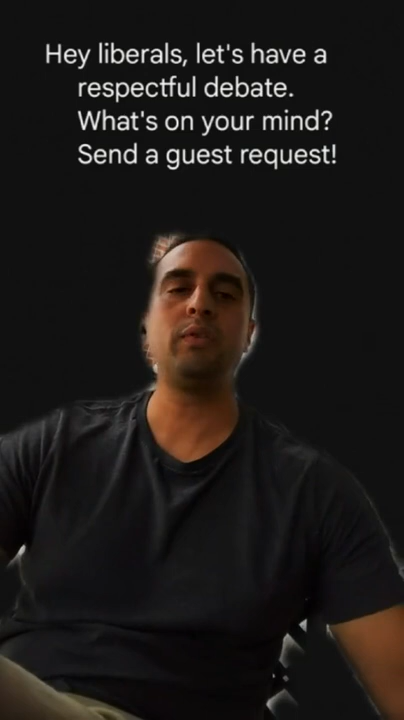 Hey liberals, let's have a
respectful debate.
What's on your mind?
Send a guest request!